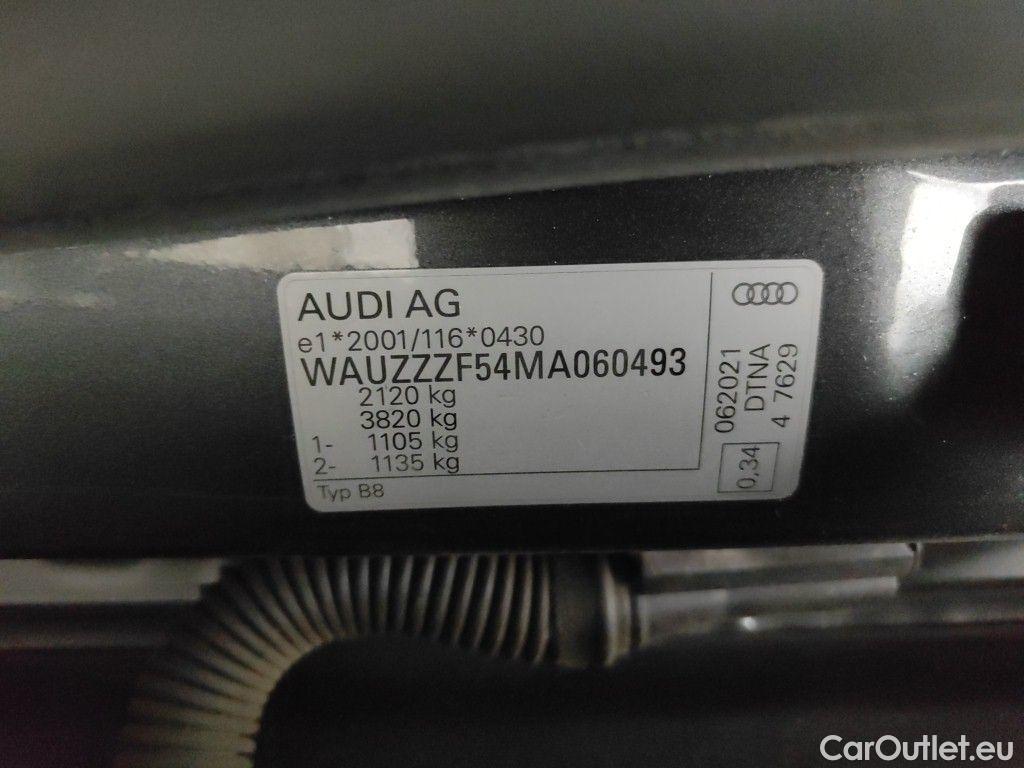 AUDI AG
e1*2001/116*0430
WAUZZZF54MA060493
2120 kg
3820 kg
1- 1105 kg
2- 1135 kg
Typ B8
062021
DTNA
4 7629
0,34
CarOutlet.eu